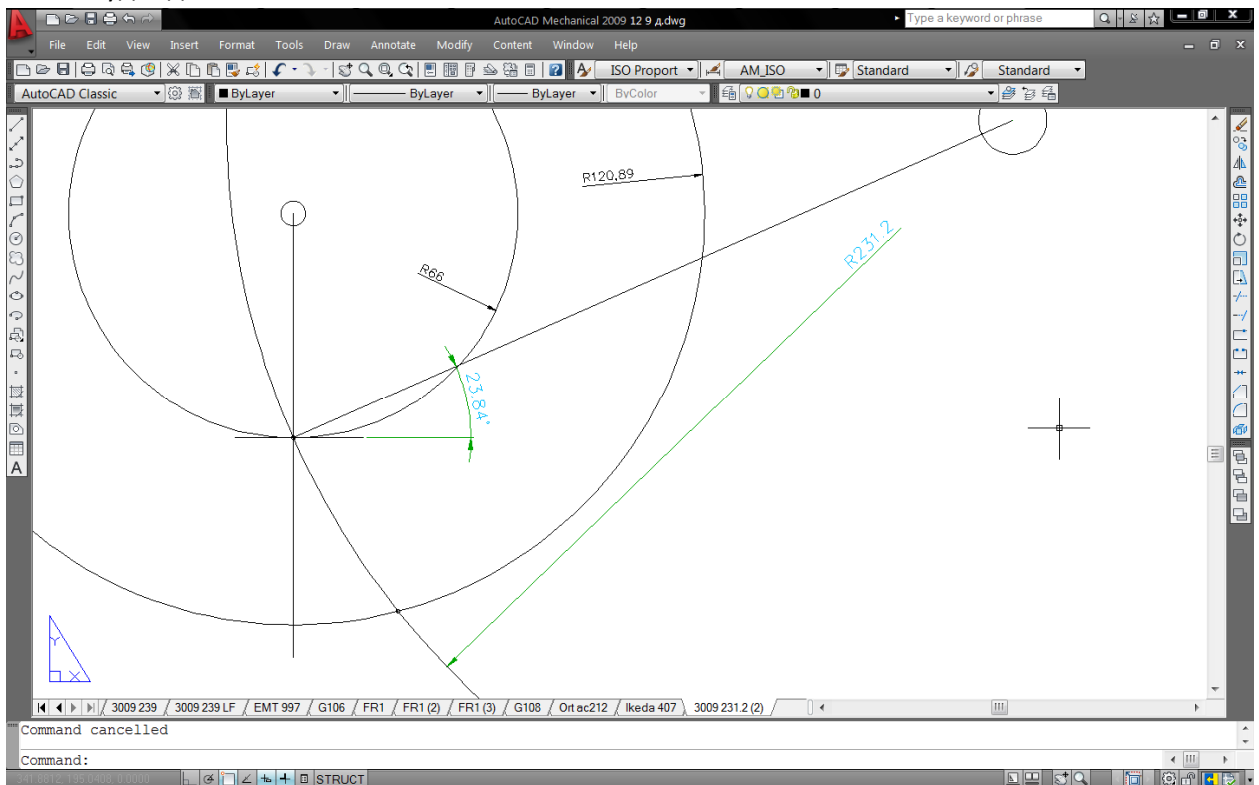 AutoCAD Mechanical 2009 12 9 д.dwg
Type a keyword or phrase
File Edit View Insert Format Tools Draw Annotate Modify Content Window Help
ISO Proport AM_ISO Standard Standard
AutoCAD Classic ByLayer ByLayer ByLayer ByColor 0
R120,89
R231.2
R66
23.84°
Y
X
3009 239 3009 239 LF EMT 997 G106 FR1 FR1 (2) FR1 (3) G108 Ort ac212 Ikeda 407 3009 231.2 (2)
Command cancelled
Command:
STRUCT